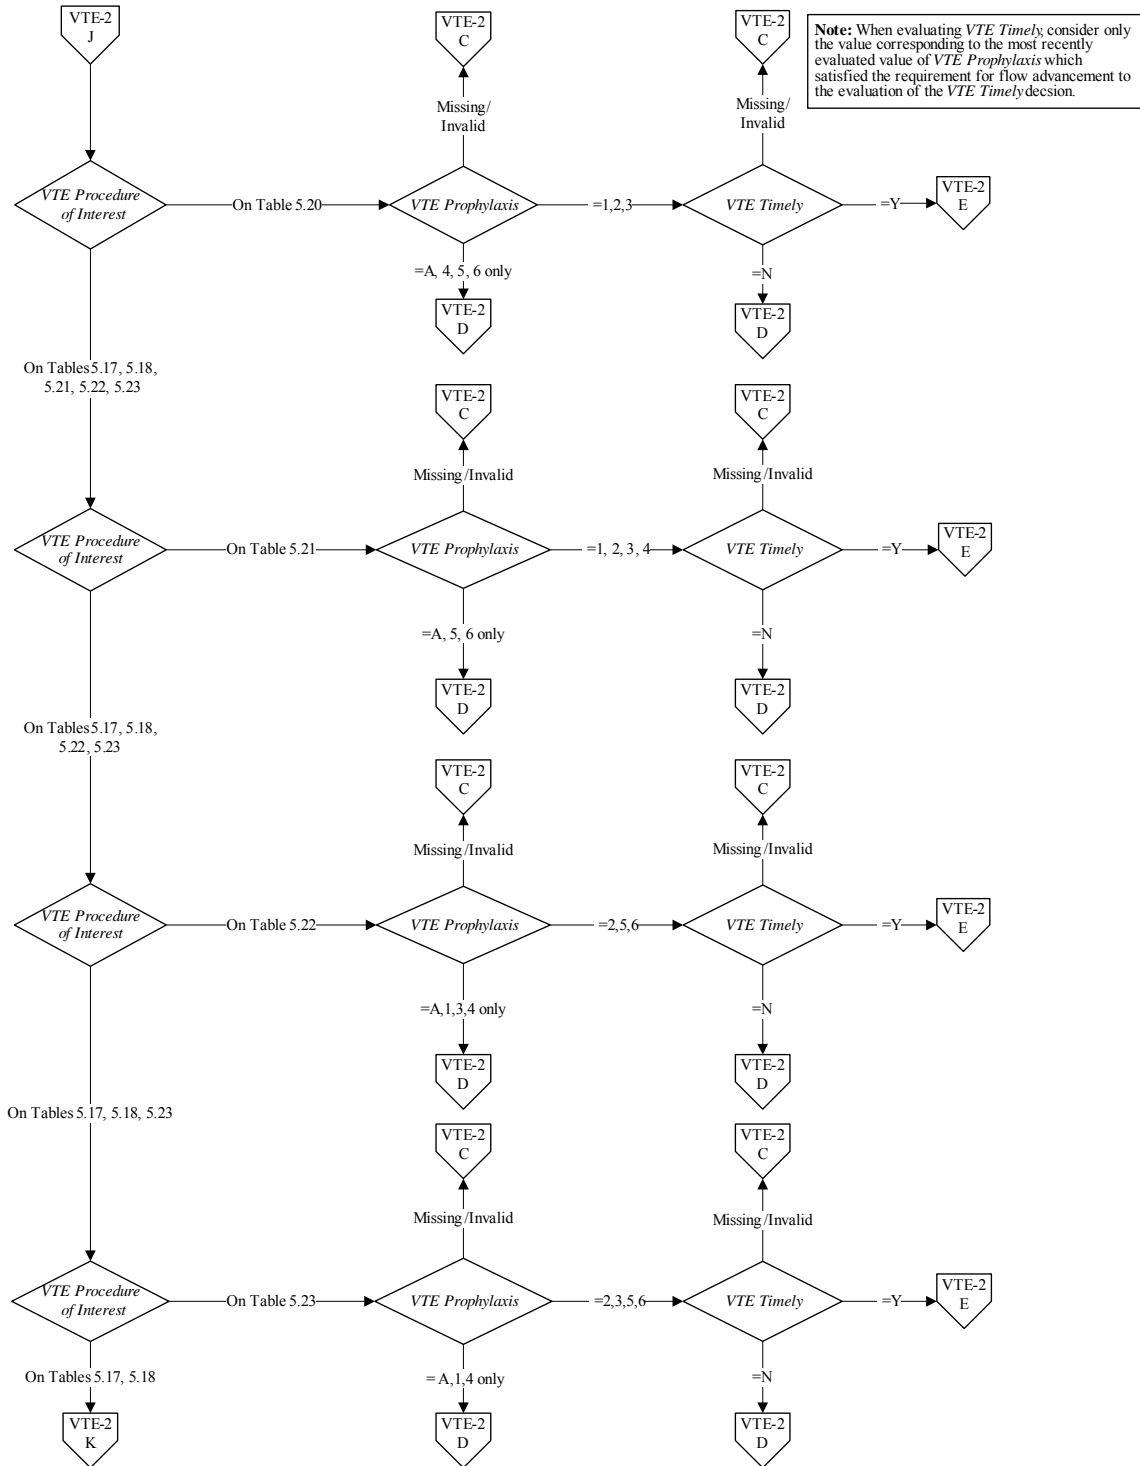 VTE-2
J
VTE-2
C
VTE-2
C
Note: When evaluating VTE Timely, consider only
the value corresponding to the most recently
evaluated value of VTE Prophylaxis which
satisfied the requirement for flow advancement to
the evaluation of the VTE Timely decsion.
Missing/
Invalid
Missing/
Invalid
VTE Procedure
of Interest
On Table 5.20
VTE Prophylaxis
=1,2,3
VTE Timely
=Y
VTE-2
E
=A, 4, 5, 6 only
=N
VTE-2
D
VTE-2
D
On Tables 5.17, 5.18,
5.21, 5.22, 5.23
VTE-2
C
VTE-2
C
Missing/Invalid
Missing/Invalid
VTE Procedure
of Interest
On Table 5.21
VTE Prophylaxis
=1, 2, 3, 4
VTE Timely
=Y
VTE-2
E
=A, 5, 6 only
=N
VTE-2
D
VTE-2
D
On Tables 5.17, 5.18,
5.22, 5.23
VTE-2
C
VTE-2
C
Missing/Invalid
Missing/Invalid
VTE Procedure
of Interest
On Table 5.22
VTE Prophylaxis
=2,5,6
VTE Timely
=Y
VTE-2
E
=A,1,3,4 only
=N
VTE-2
D
VTE-2
D
On Tables 5.17, 5.18, 5.23
VTE-2
C
VTE-2
C
Missing/Invalid
Missing/Invalid
VTE Procedure
of Interest
On Table 5.23
VTE Prophylaxis
=2,3,5,6
VTE Timely
=Y
VTE-2
E
On Tables 5.17, 5.18
= A,1,4 only
=N
VTE-2
K
VTE-2
D
VTE-2
D